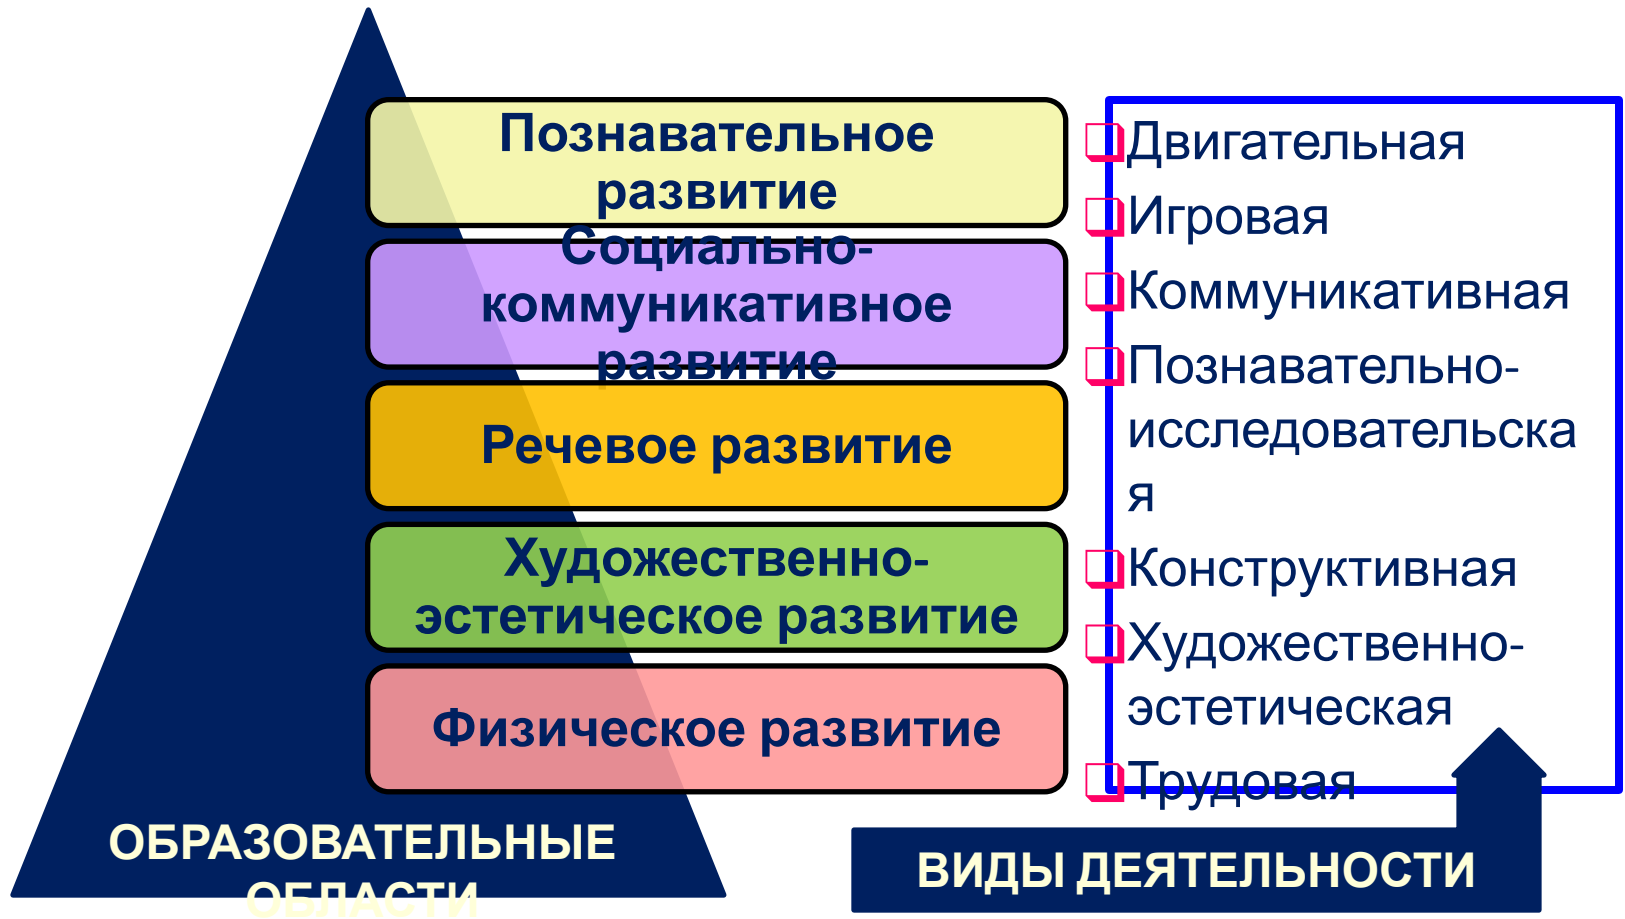 Познавательное
развитие
Социально-
коммуникативное
развитие
Речевое развитие
Художественно-
эстетическое развитие
Физическое развитие
ОБРАЗОВАТЕЛЬНЫЕ
ОБЛАСТИ
Двигательная
Игровая
Коммуникативная
Познавательно-
исследовательска
я
Конструктивная
Художественно-
эстетическая
Трудовая
ВИДЫ ДЕЯТЕЛЬНОСТИ